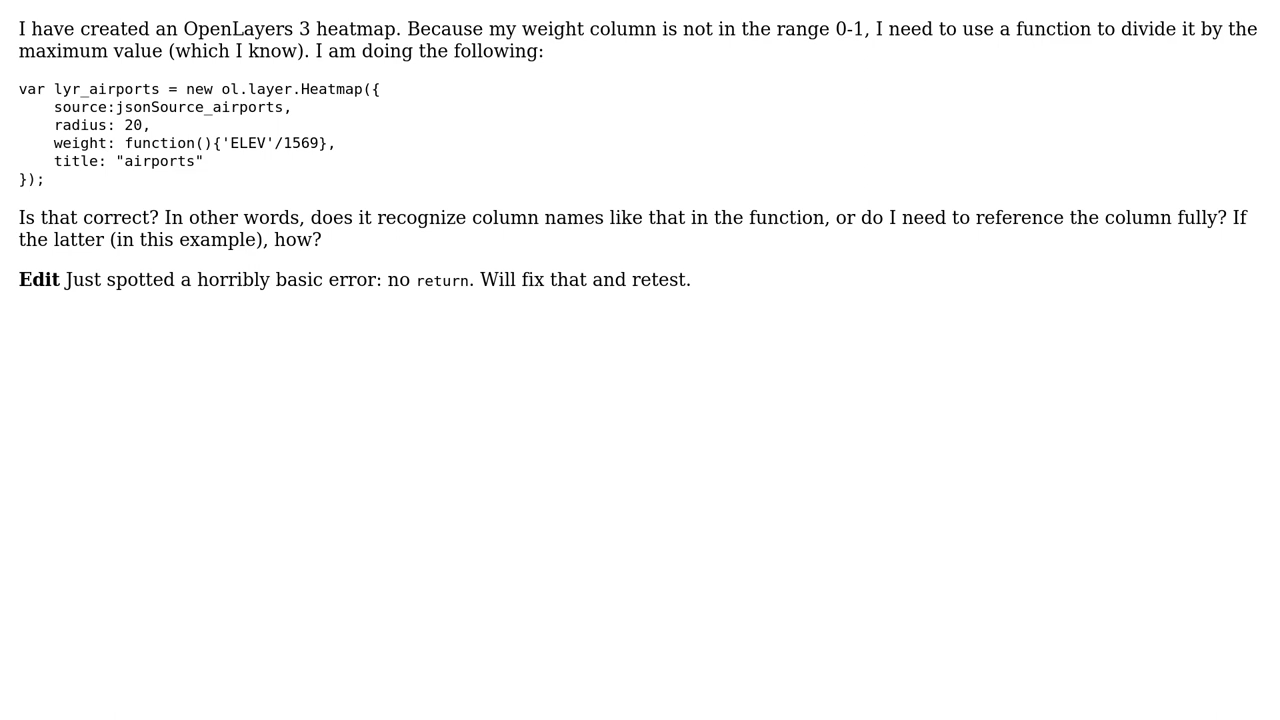 I have created an OpenLayers 3 heatmap. Because my weight column is not in the range 0-1, I need to use a function to divide it by the
maximum value (which I know). I am doing the following:
var lyr_airports = new ol.layer.Heatmap({
    source:jsonSource_airports,
    radius: 20,
    weight: function(){'ELEV'/1569},
    title: "airports"
});
Is that correct? In other words, does it recognize column names like that in the function, or do I need to reference the column fully? If
the latter (in this example), how?
Edit Just spotted a horribly basic error: no return. Will fix that and retest.